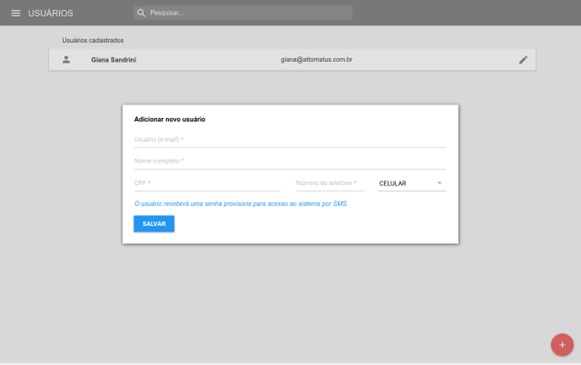 USUÁRIOS
Pesquisar...
Usuários cadastrados
Giana Sandrini giana@attornatus.com.br
Adicionar novo usuário
Usuário (e-mail) *
Nome completo *
CPF * Número do telefone * CELULAR
O usuário receberá uma senha provisória para acesso ao sistema por SMS.
SALVAR